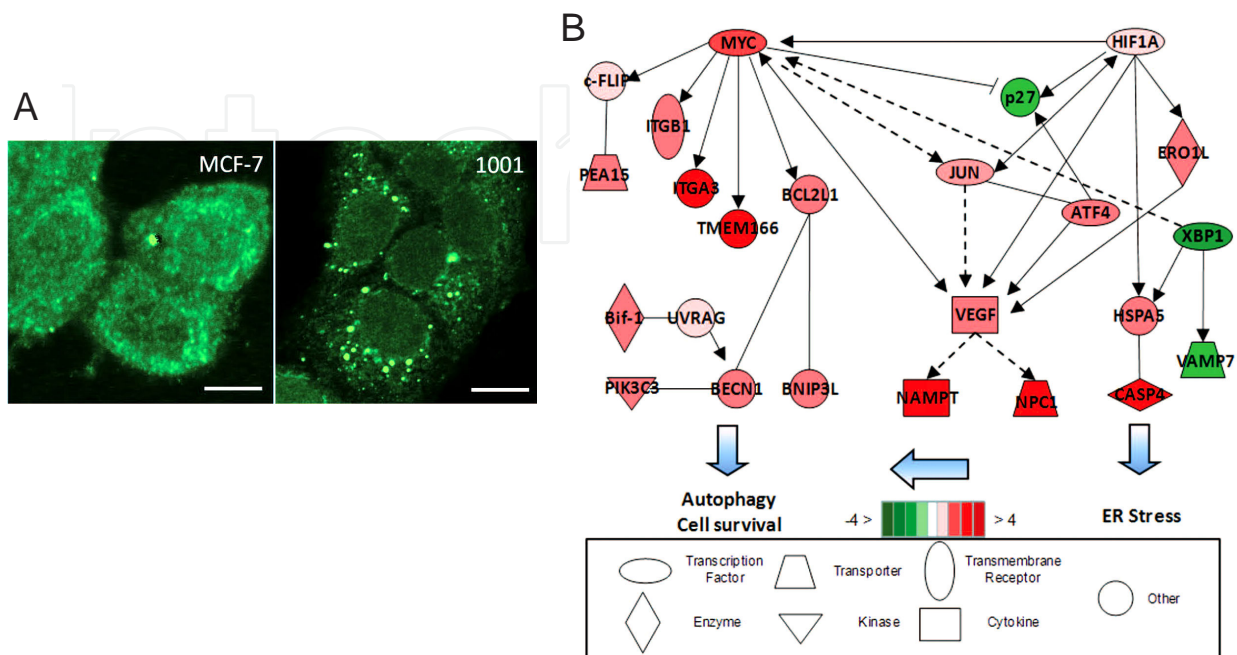 A
MCF-7
1001
B
MYC
HIF1A
c-FLIP
p27
ITGB1
ERO1L
PEA15
ITGA3
BCL2L1
JUN
TMEM166
ATF4
XBP1
Bif-1
UVRAG
VEGF
HSPA5
VAMP7
PIK3C3
BECN1
BNIP3L
NAMPT
NPC1
CASP4
Autophagy
Cell survival
-4 >
> 4
ER Stress
Transcription
Factor
Transporter
Transmembrane
Receptor
Other
Enzyme
Kinase
Cytokine